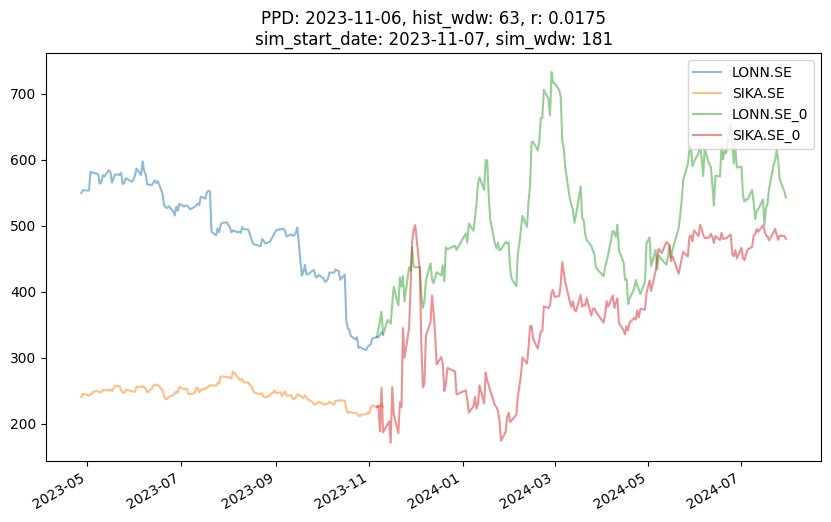 PPD: 2023-11-06, hist_wdw: 63, r: 0.0175
sim_start_date: 2023-11-07, sim_wdw: 181
LONN.SE
SIKA.SE
LONN.SE_0
SIKA.SE_0
700
600
500
400
300
200
2023-05
2023-07
2023-09
2023-11
2024-01
2024-03
2024-05
2024-07